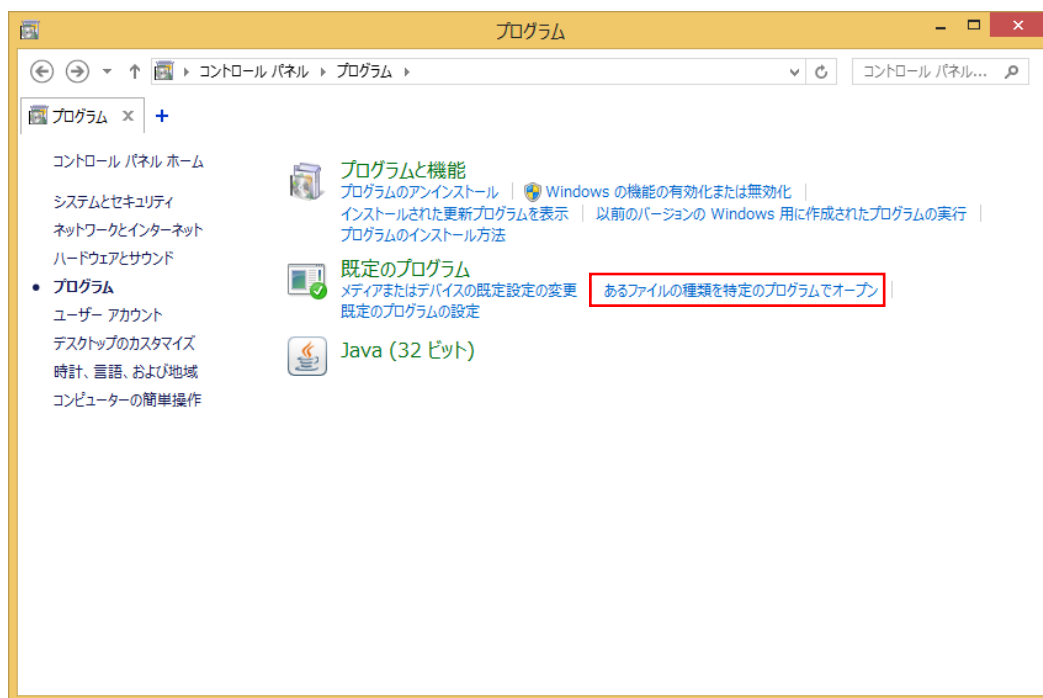 プログラム
コントロール パネル プログラム
コントロール パネル...
プログラム
コントロール パネル ホーム
システムとセキュリティ
ネットワークとインターネット
ハードウェアとサウンド
プログラム
ユーザー アカウント
デスクトップのカスタマイズ
時計、言語、および地域
コンピューターの簡単操作
プログラムと機能
プログラムのアンインストール Windows の機能の有効化または無効化
インストールされた更新プログラムを表示 以前のバージョンの Windows 用に作成されたプログラムの実行
プログラムのインストール方法
既定のプログラム
メディアまたはデバイスの既定設定の変更 あるファイルの種類を特定のプログラムでオープン
既定のプログラムの設定
Java (32 ビット)